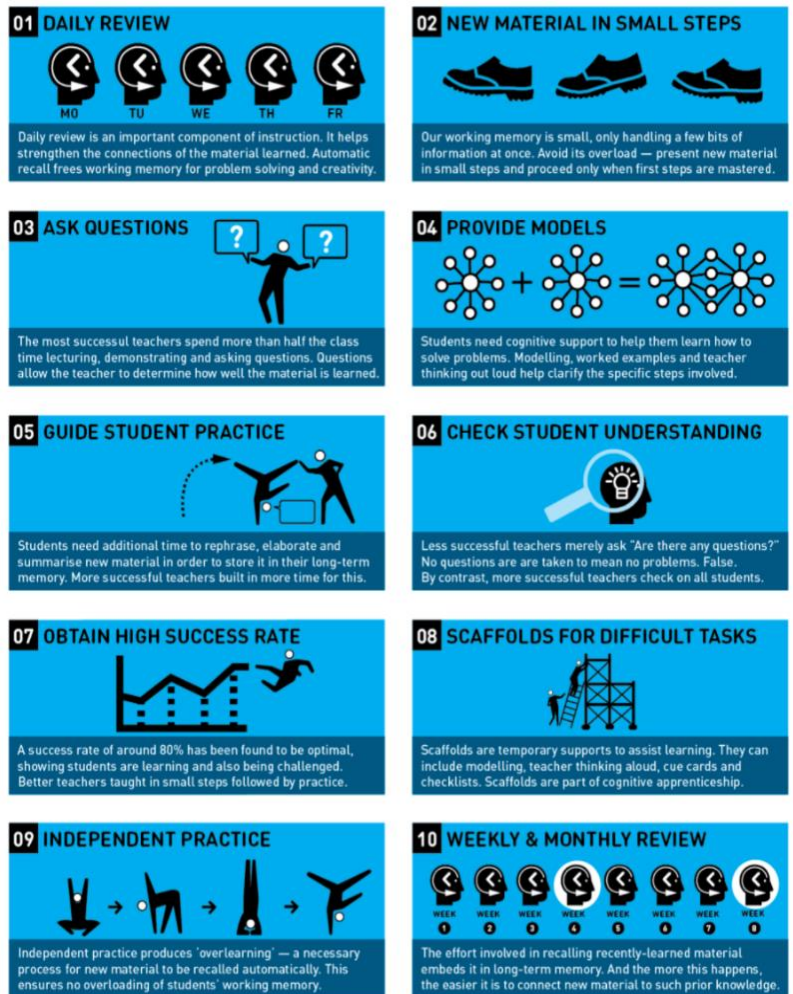 01 DAILY REVIEW
MO TU WE TH FR
Daily review is an important component of instruction. It helps
strengthen the connections of the material learned. Automatic
recall frees working memory for problem solving and creativity.
02 NEW MATERIAL IN SMALL STEPS
Our working memory is small, only handling a few bits of
information at once. Avoid its overload — present new material
in small steps and proceed only when first steps are mastered.
03 ASK QUESTIONS
? ?
The most successul teachers spend more than half the class
time lecturing, demonstrating and asking questions. Questions
allow the teacher to determine how well the material is learned.
04 PROVIDE MODELS
+ =
Students need cognitive support to help them learn how to
solve problems. Modelling, worked examples and teacher
thinking out loud help clarify the specific steps involved.
05 GUIDE STUDENT PRACTICE
Students need additional time to rephrase, elaborate and
summarise new material in order to store it in their long-term
memory. More successful teachers built in more time for this.
06 CHECK STUDENT UNDERSTANDING
Less successful teachers merely ask "Are there any questions?"
No questions are are taken to mean no problems. False.
By contrast, more successful teachers check on all students.
07 OBTAIN HIGH SUCCESS RATE
A success rate of around 80% has been found to be optimal,
showing students are learning and also being challenged.
Better teachers taught in small steps followed by practice.
08 SCAFFOLDS FOR DIFFICULT TASKS
Scaffolds are temporary supports to assist learning. They can
include modelling, teacher thinking aloud, cue cards and
checklists. Scaffolds are part of cognitive apprenticeship.
09 INDEPENDENT PRACTICE
Independent practice produces 'overlearning' — a necessary
process for new material to be recalled automatically. This
ensures no overloading of students' working memory.
10 WEEKLY & MONTHLY REVIEW
WEEK WEEK WEEK WEEK WEEK WEEK WEEK WEEK
1 2 3 4 5 6 7 8
The effort involved in recalling recently-learned material
embeds it in long-term memory. And the more this happens,
the easier it is to connect new material to such prior knowledge.